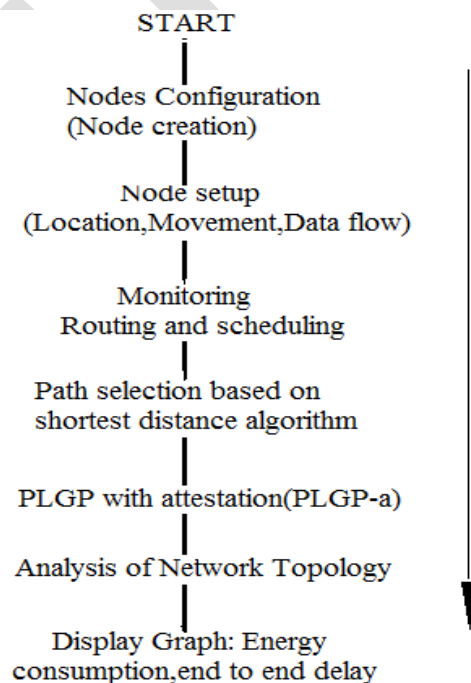 START
Nodes Configuration
(Node creation)
Node setup
(Location,Movement,Data flow)
Monitoring
Routing and scheduling
Path selection based on
shortest distance algorithm
PLGP with attestation(PLGP-a)
Analysis of Network Topology
Display Graph: Energy
consumption,end to end delay